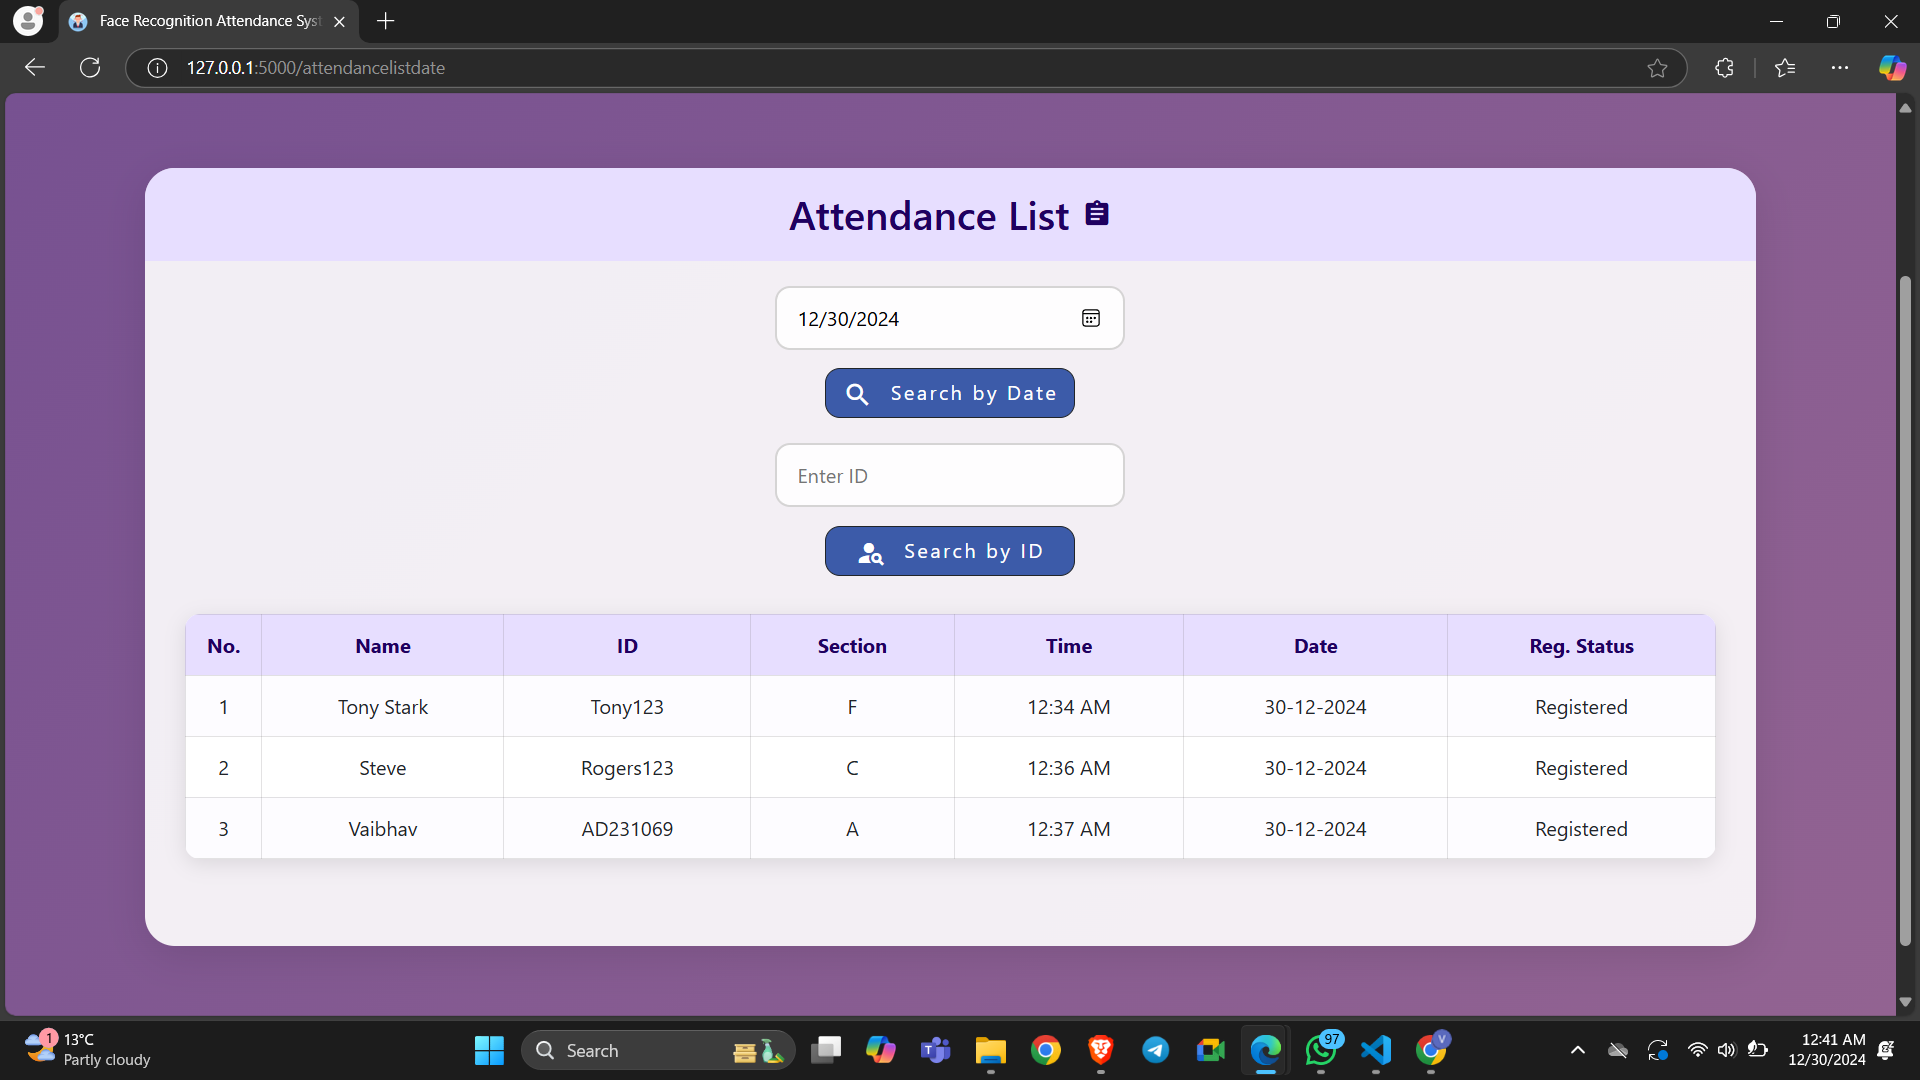 Face Recognition Attendance Syst
127.0.0.1:5000/attendancelistdate
Attendance List
12/30/2024
Search by Date
Enter ID
Search by ID
No. Name ID Section Time Date Reg. Status
1 Tony Stark Tony123 F 12:34 AM 30-12-2024 Registered
2 Steve Rogers123 C 12:36 AM 30-12-2024 Registered
3 Vaibhav AD231069 A 12:37 AM 30-12-2024 Registered
1 13°C
Partly cloudy
Search
97
V
12:41 AM
12/30/2024